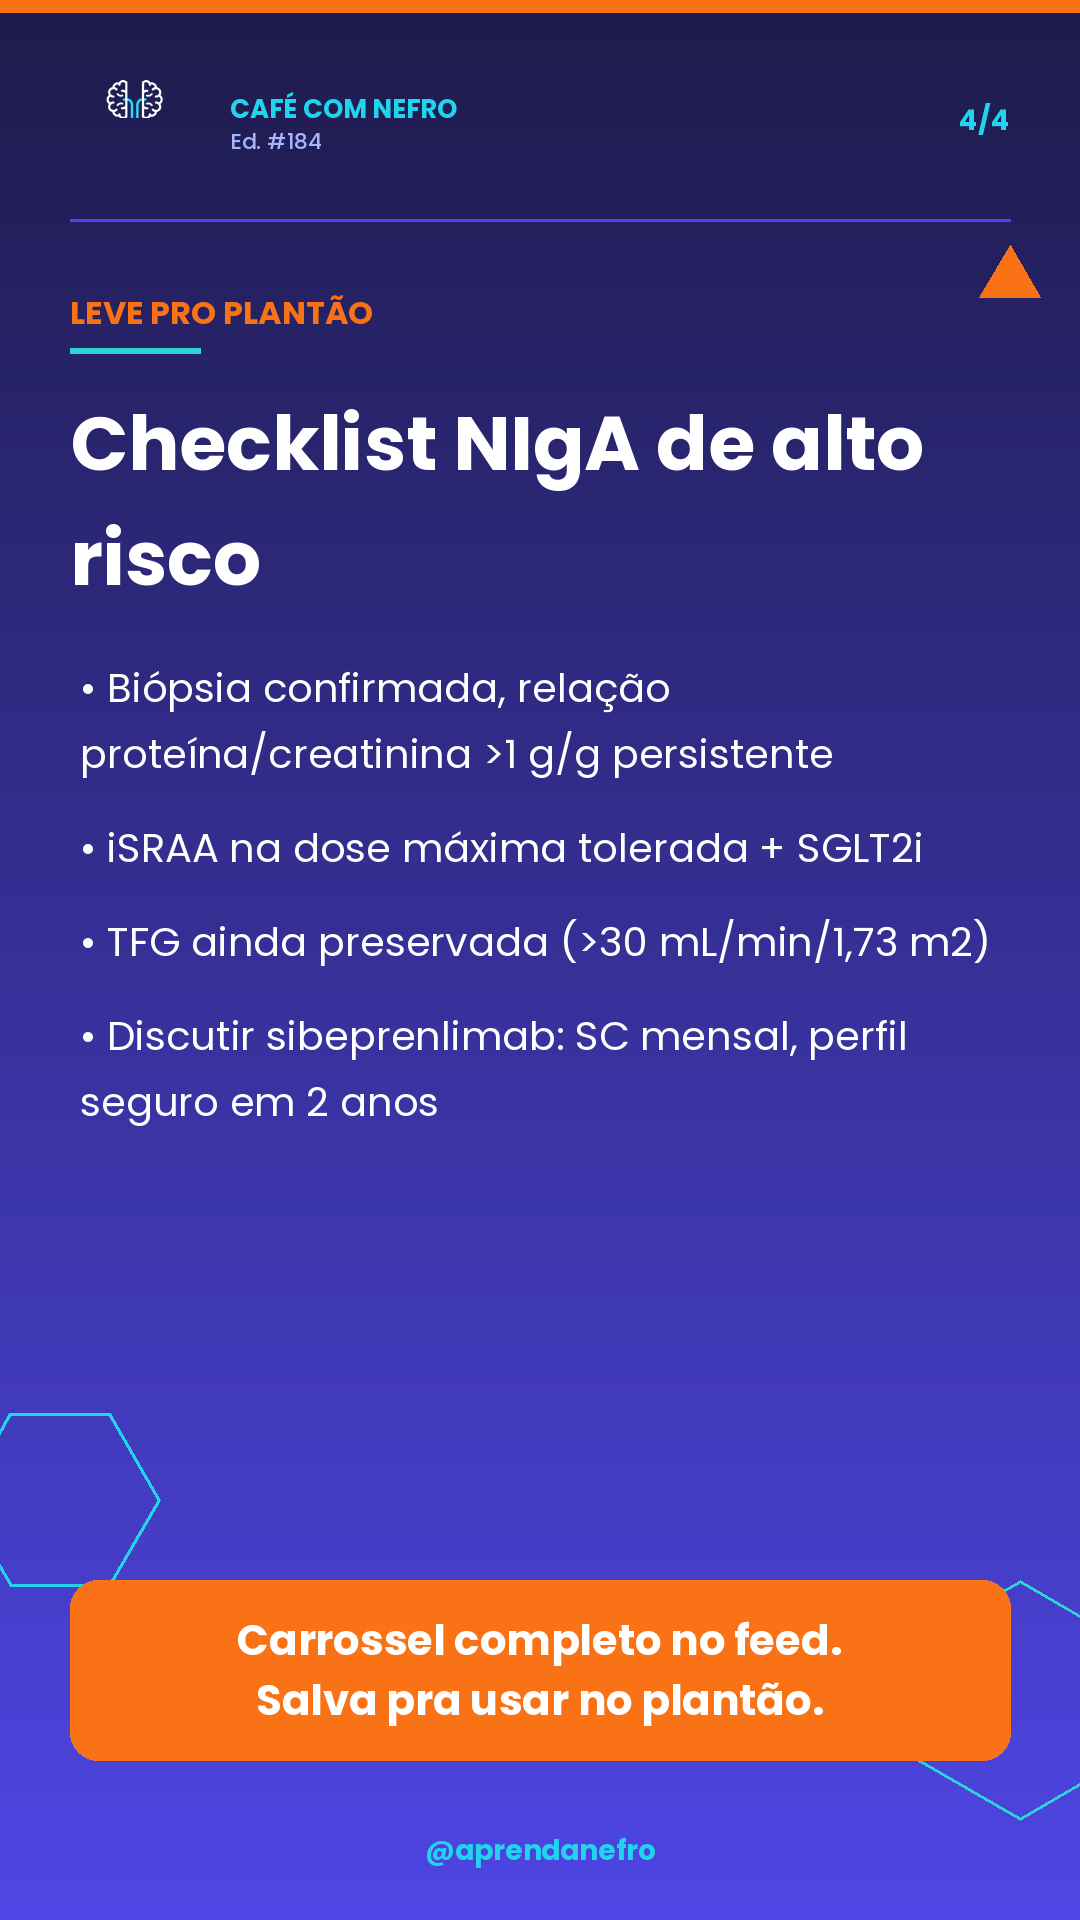 CAFÉ COM NEFRO
Ed. #184
4/4
LEVE PRO PLANTÃO
Checklist NIgA de alto
risco
• Biópsia confirmada, relação
proteína/creatinina >1 g/g persistente
• iSRAA na dose máxima tolerada + SGLT2i
• TFG ainda preservada (>30 mL/min/1,73 m2)
• Discutir sibeprenlimab: SC mensal, perfil
seguro em 2 anos
Carrossel completo no feed.
Salva pra usar no plantão.
@aprendanefro